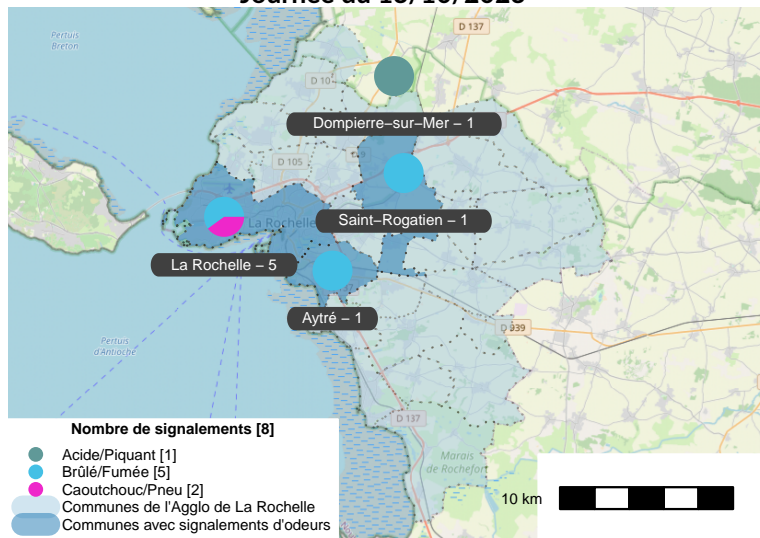 Pertuis
Breton
D 137
D 10
Dompierre–sur–Mer – 1
D 105
La Rochelle
Saint–Rogatien – 1
La Rochelle – 5
Aytré – 1
D 939
Pertuis
d'Antioche
D 137
Marais
de Rochefort
Nombre de signalements [8]
Acide/Piquant [1]
Brûlé/Fumée [5]
Caoutchouc/Pneu [2]
Communes de l'Agglo de La Rochelle
Communes avec signalements d'odeurs
10 km